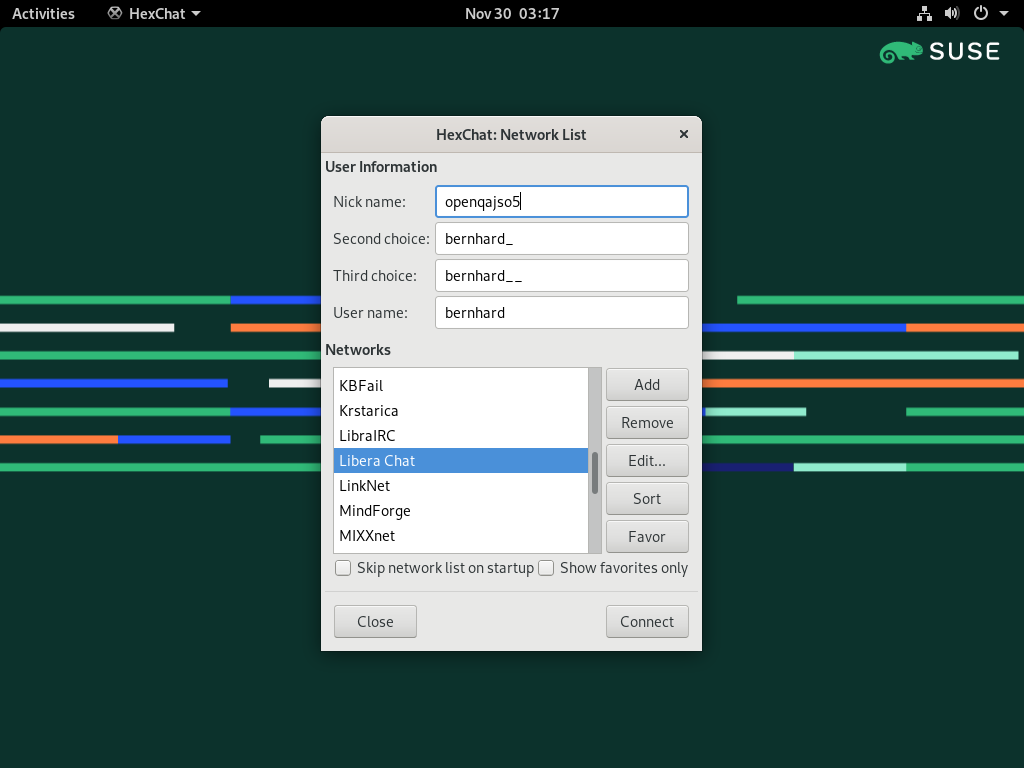 Activities HexChat Nov 30 03:17
SUSE
HexChat: Network List
User Information
Nick name: openqajso5
Second choice: bernhard_
Third choice: bernhard__
User name: bernhard
Networks
KBFail
Krstarica
LibraIRC
Libera Chat
LinkNet
MindForge
MIXXnet
Add
Remove
Edit...
Sort
Favor
Skip network list on startup Show favorites only
Close Connect